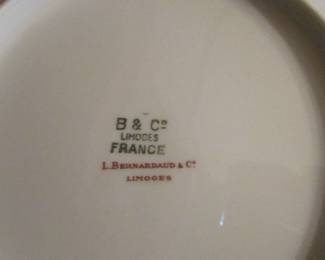 B & Cº
LIMOGES
FRANCE
L. BERNARDAUD & Cº
LIMOGES